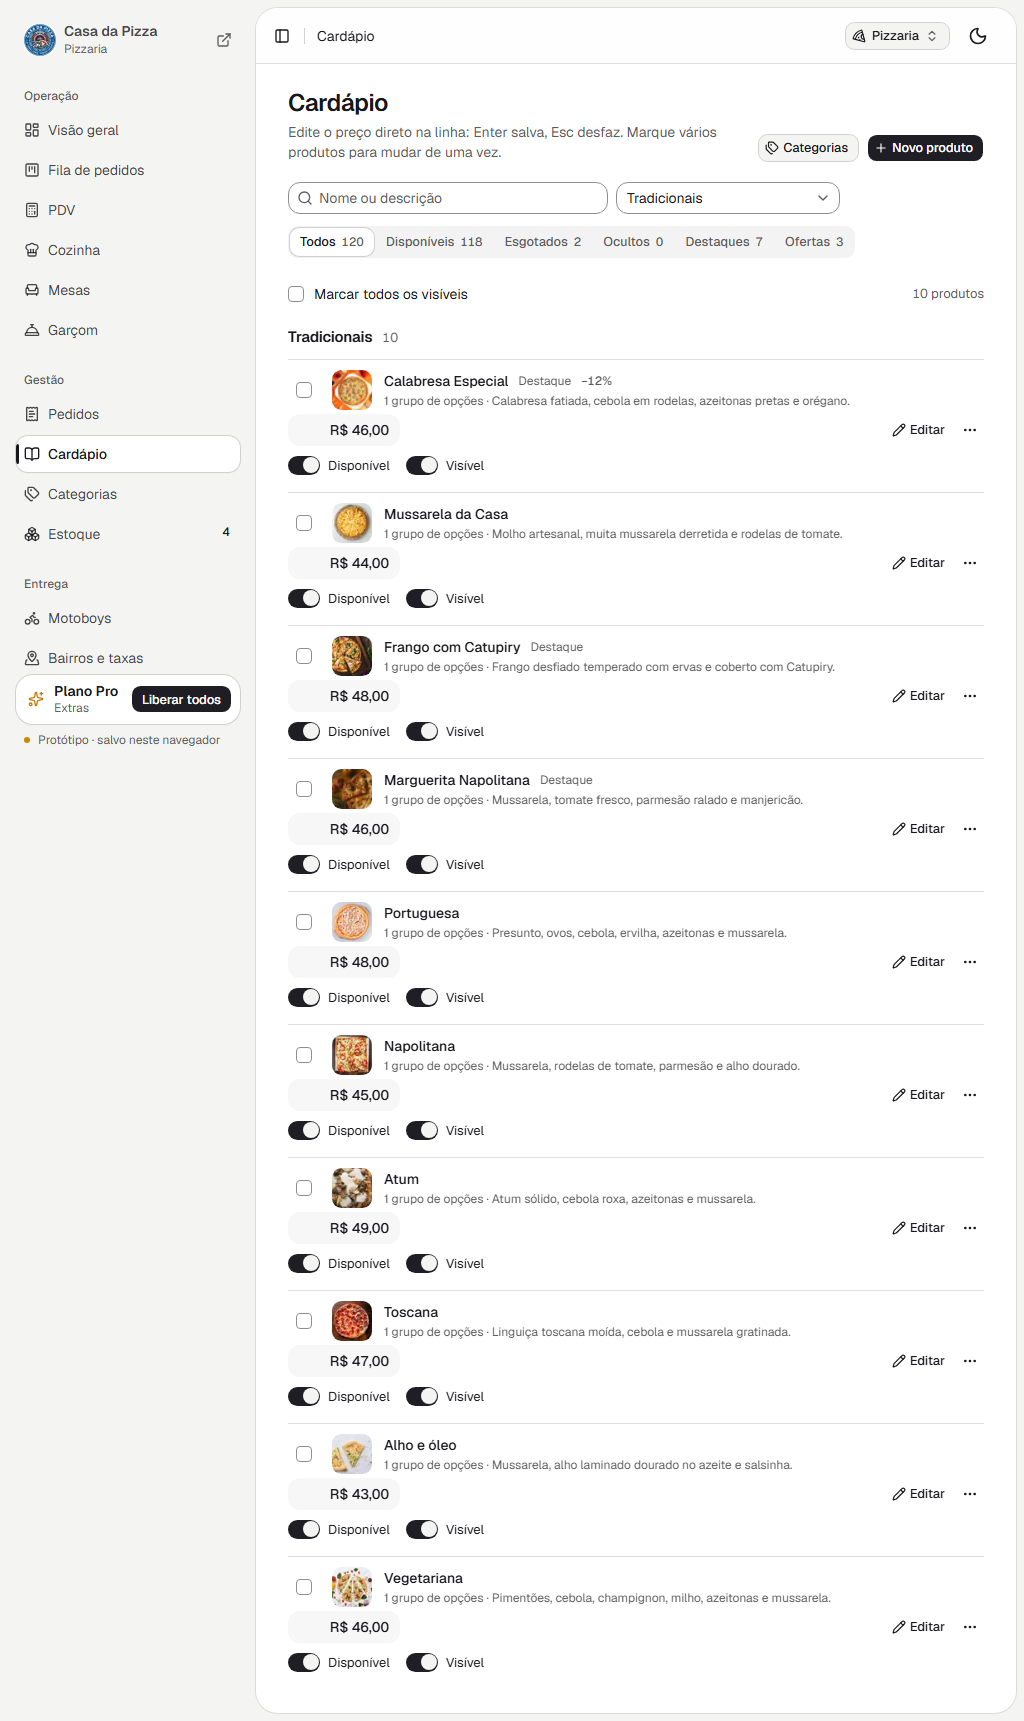 Casa da Pizza
Pizzaria
Operação
Visão geral
Fila de pedidos
PDV
Cozinha
Mesas
Garçom
Gestão
Pedidos
Cardápio
Categorias
Estoque 4
Entrega
Motoboys
Bairros e taxas
Plano Pro
Extras
Liberar todos
Protótipo · salvo neste navegador
Cardápio
Pizzaria
Cardápio
Edite o preço direto na linha: Enter salva, Esc desfaz. Marque vários
produtos para mudar de uma vez.
Categorias
+ Novo produto
Nome ou descrição
Tradicionais
Todos 120 Disponíveis 118 Esgotados 2 Ocultos 0 Destaques 7 Ofertas 3
Marcar todos os visíveis
10 produtos
Tradicionais 10
Calabresa Especial Destaque −12%
1 grupo de opções · Calabresa fatiada, cebola em rodelas, azeitonas pretas e orégano.
R$ 46,00
Editar
Disponível Visível
Mussarela da Casa
1 grupo de opções · Molho artesanal, muita mussarela derretida e rodelas de tomate.
R$ 44,00
Editar
Disponível Visível
Frango com Catupiry Destaque
1 grupo de opções · Frango desfiado temperado com ervas e coberto com Catupiry.
R$ 48,00
Editar
Disponível Visível
Marguerita Napolitana Destaque
1 grupo de opções · Mussarela, tomate fresco, parmesão ralado e manjericão.
R$ 46,00
Editar
Disponível Visível
Portuguesa
1 grupo de opções · Presunto, ovos, cebola, ervilha, azeitonas e mussarela.
R$ 48,00
Editar
Disponível Visível
Napolitana
1 grupo de opções · Mussarela, rodelas de tomate, parmesão e alho dourado.
R$ 45,00
Editar
Disponível Visível
Atum
1 grupo de opções · Atum sólido, cebola roxa, azeitonas e mussarela.
R$ 49,00
Editar
Disponível Visível
Toscana
1 grupo de opções · Linguiça toscana moída, cebola e mussarela gratinada.
R$ 47,00
Editar
Disponível Visível
Alho e óleo
1 grupo de opções · Mussarela, alho laminado dourado no azeite e salsinha.
R$ 43,00
Editar
Disponível Visível
Vegetariana
1 grupo de opções · Pimentões, cebola, champignon, milho, azeitonas e mussarela.
R$ 46,00
Editar
Disponível Visível